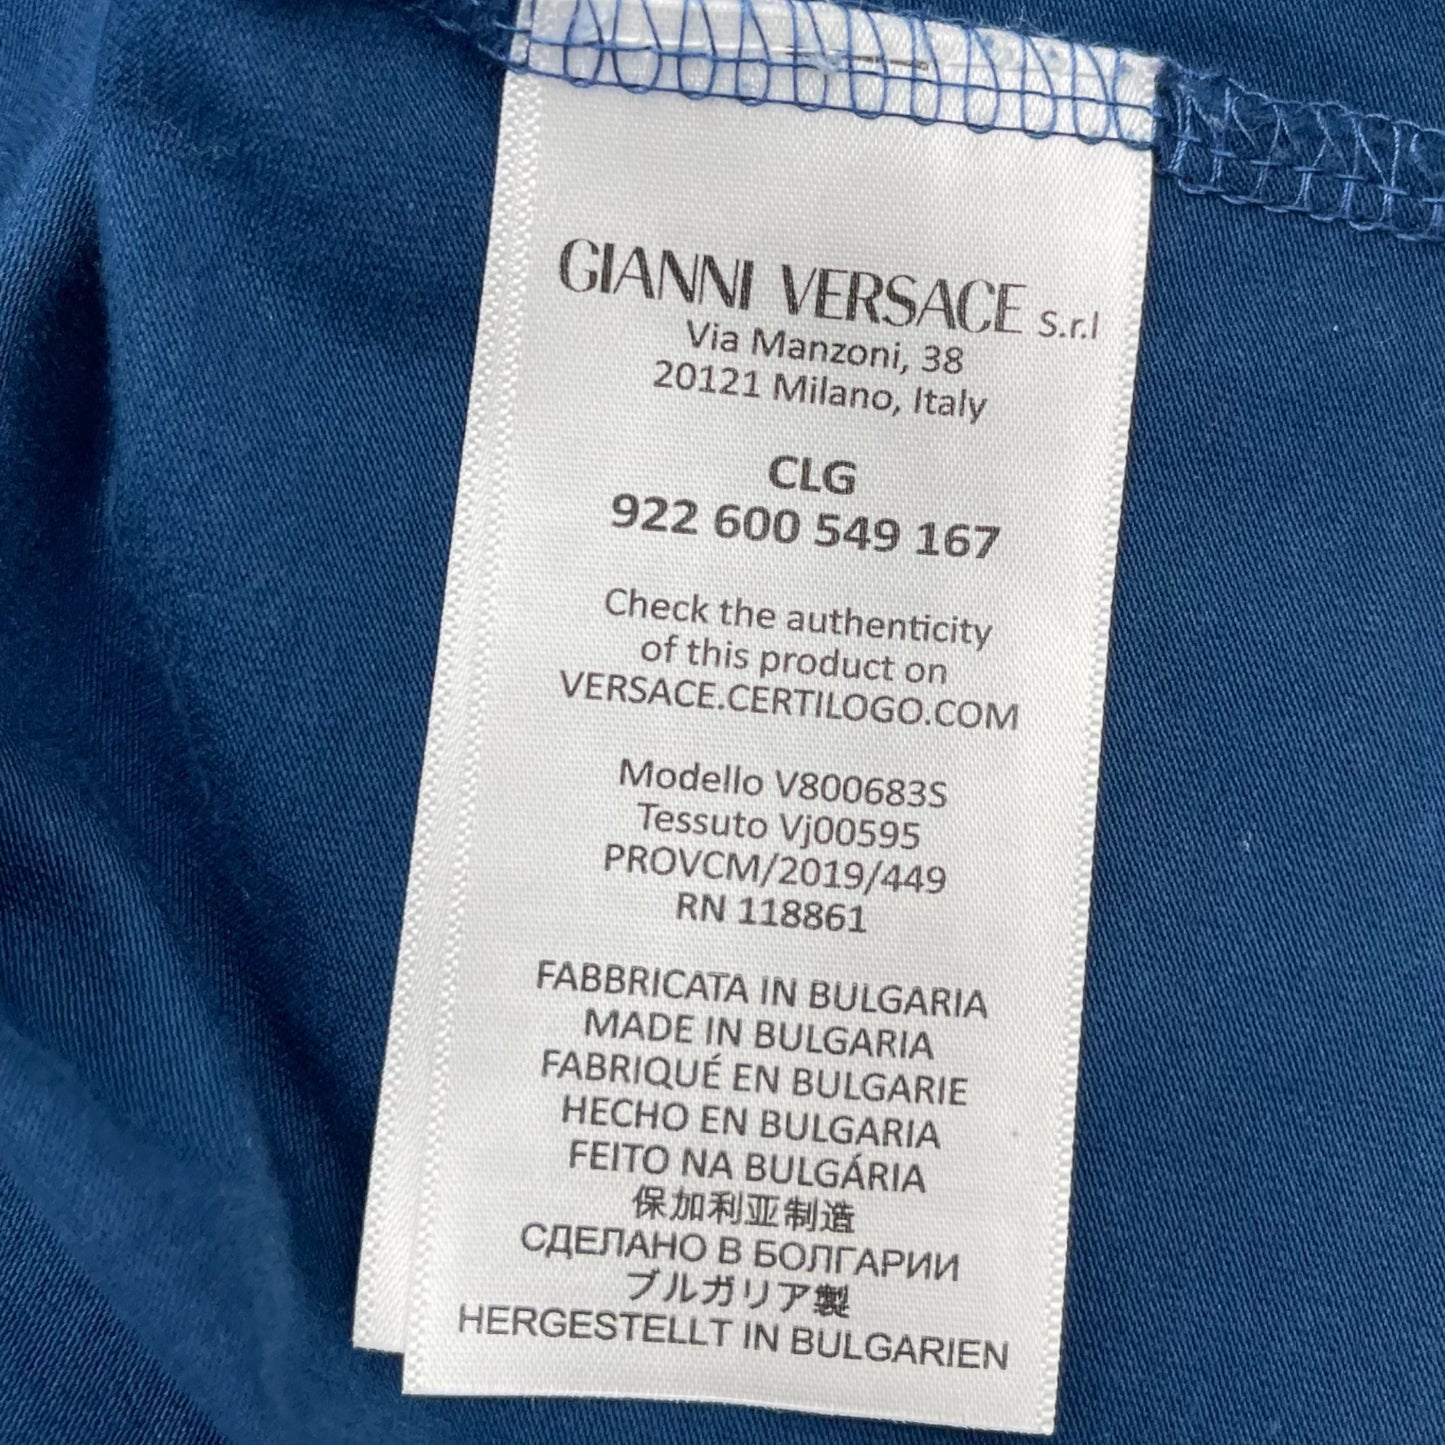 GIANNI VERSACE s.r.l
Via Manzoni, 38
20121 Milano, Italy
CLG
922 600 549 167
Check the authenticity
of this product on
VERSACE.CERTILOGO.COM
Modello V800683S
Tessuto Vj00595
PROVCM/2019/449
RN 118861
FABBRICATA IN BULGARIA
MADE IN BULGARIA
FABRIQUÉ EN BULGARIE
HECHO EN BULGARIA
FEITO NA BULGÁRIA
保加利亚制造
СДЕЛАНО В БОЛГАРИИ
ブルガリア製
HERGESTELLT IN BULGARIEN